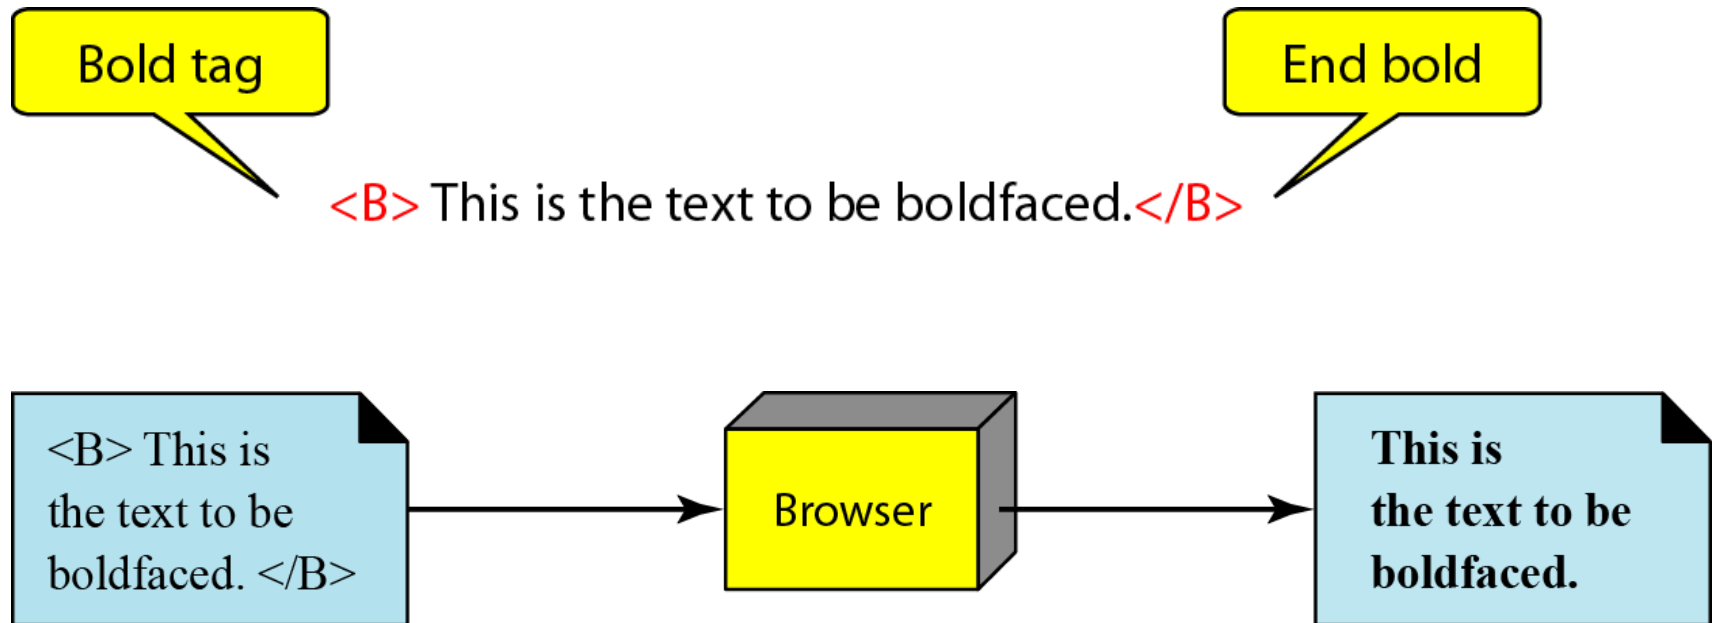 Bold tag
End bold
<B> This is the text to be boldfaced.</B>
<B> This is
the text to be
boldfaced. </B>
Browser
This is
the text to be
boldfaced.